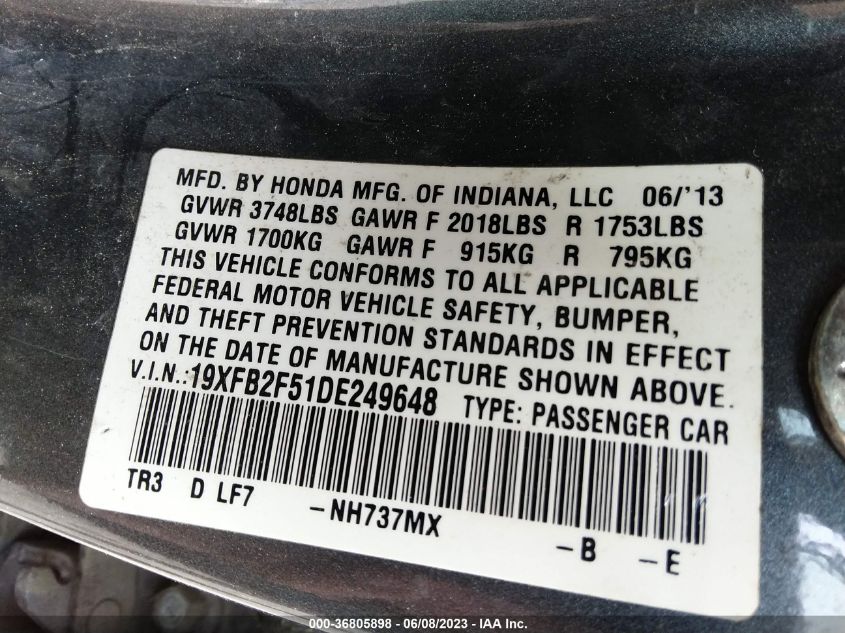 MFD. BY HONDA MFG. OF INDIANA, LLC 06/'13
GVWR 3748LBS GAWR F 2018LBS R 1753LBS
GVWR 1700KG GAWR F 915KG R 795KG
THIS VEHICLE CONFORMS TO ALL APPLICABLE
FEDERAL MOTOR VEHICLE SAFETY, BUMPER,
AND THEFT PREVENTION STANDARDS IN EFFECT
ON THE DATE OF MANUFACTURE SHOWN ABOVE.
V.I.N.:19XFB2F51DE249648 TYPE: PASSENGER CAR
TR3 D LF7 -NH737MX -B -E
000-36805898 - 06/08/2023 - IAA Inc.